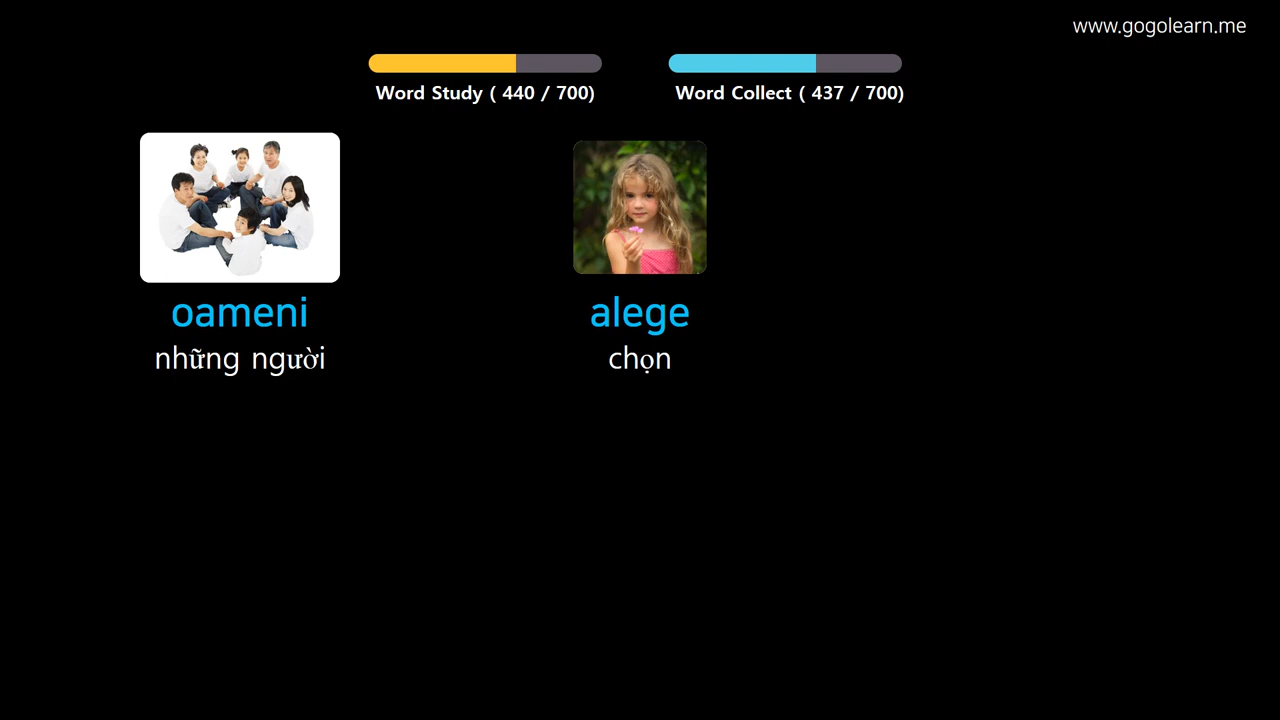 www.gogolearn.me
Word Study ( 440 / 700)
Word Collect ( 437 / 700)
oameni
những người
alege
chọn